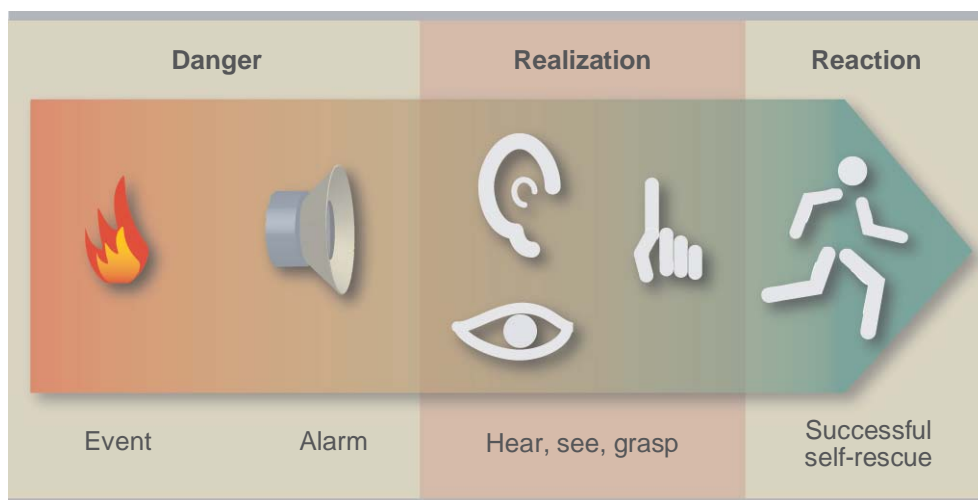 Danger
Realization
Reaction
Event
Alarm
Hear, see, grasp
Successful
self-rescue